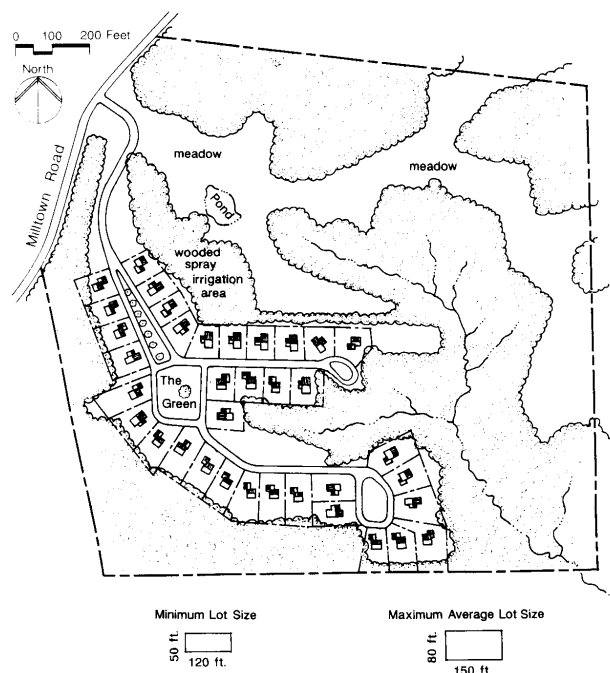 0 100 200 Feet
North
Milltown Road
meadow
meadow
Pond
wooded
spray
irrigation
area
The
Green
Minimum Lot Size
50 ft.
120 ft.
Maximum Average Lot Size
80 ft.
150 ft.